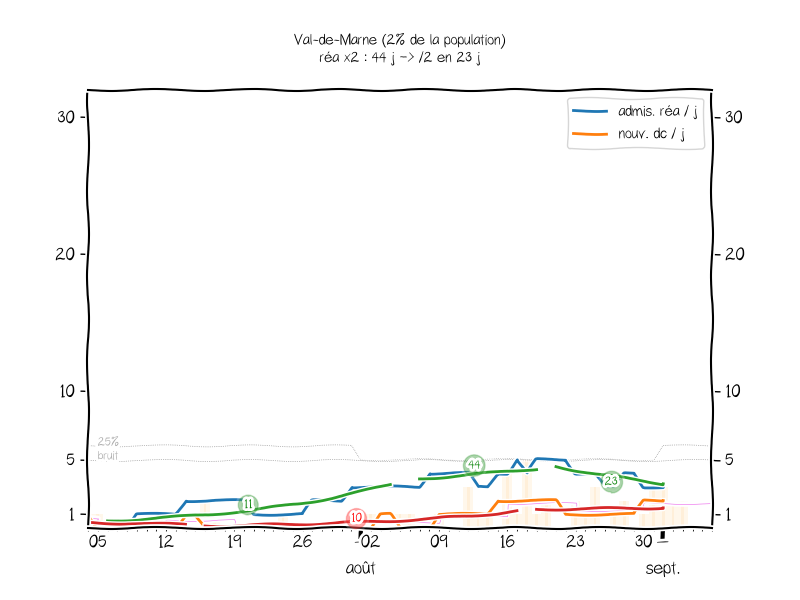 Val-de-Marne (2% de la population)
réa x2 : 44 j -> /2 en 23 j
admis. réa / j
nouv. dc / j
30 30
20 20
10 10
25%
bruit
5 5
44
23
11
10
1 1
05 12 19 26 02 09 16 23 30
août sept.